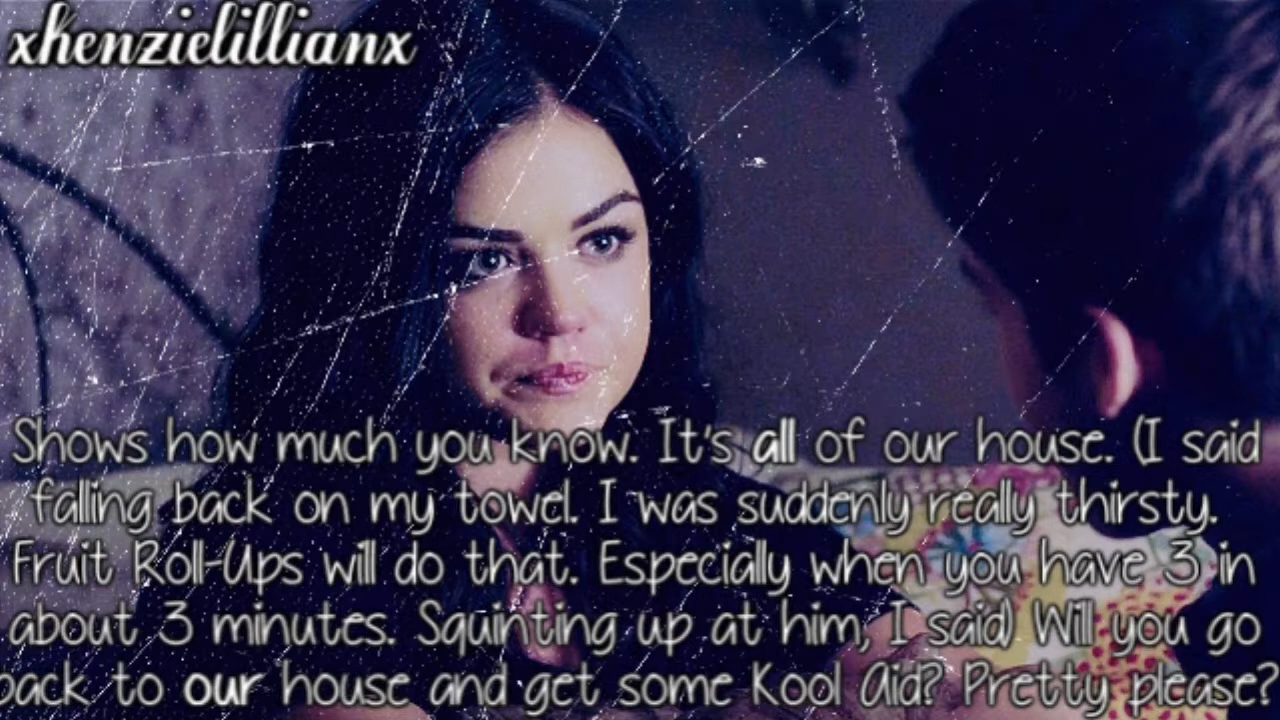 xhenzielillianx
Shows how much you know. It's all of our house. (I said
falling back on my towel. I was suddenly really thirsty.
Fruit Roll-Ups will do that. Especially when you have 3 in
about 3 minutes. Squinting up at him, I said) Will you go
back to our house and get some Kool Aid? Pretty please?